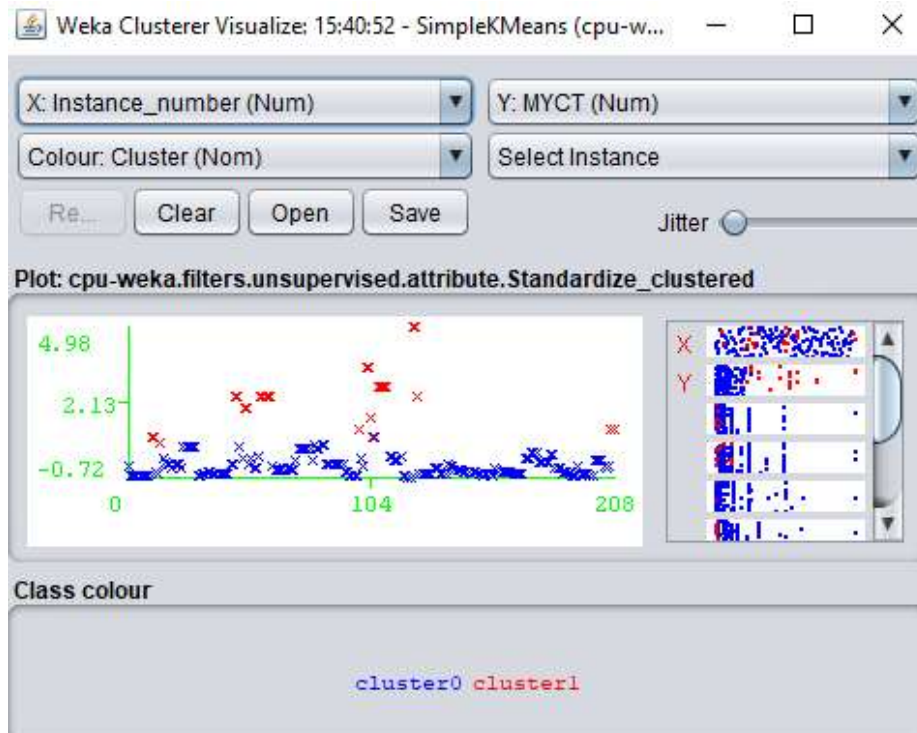 Weka Clusterer Visualize: 15:40:52 - SimpleKMeans (cpu-w...
X: Instance_number (Num) Y: MYCT (Num)
Colour: Cluster (Nom) Select Instance
Re... Clear Open Save Jitter
Plot: cpu-weka.filters.unsupervised.attribute.Standardize_clustered
4.98
2.13
-0.72
0 104 208
X
Y
Class colour
cluster0 cluster1